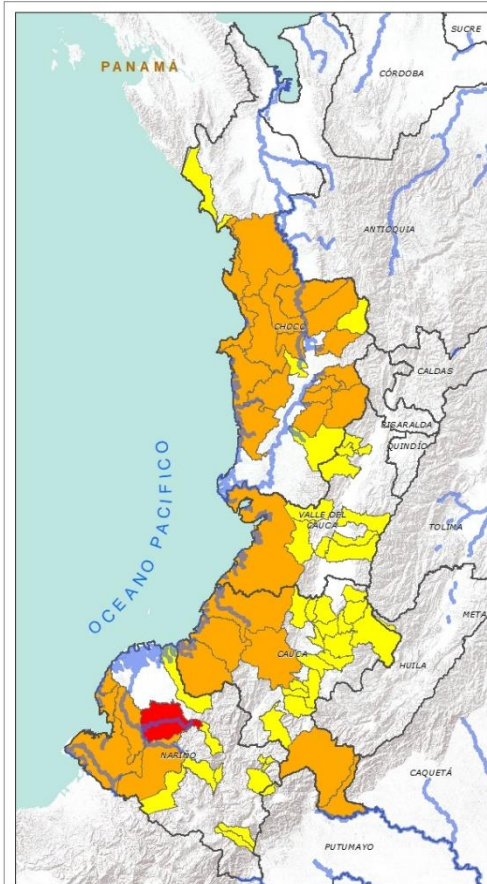 SUCRE
PANAMÁ
CÓRDOBA
ANTIOQUIA
CHOCÓ
CALDAS
RISARALDA
QUINDÍO
OCEANO PACIFICO
VALLE DEL
CAUCA
TOLIMA
META
CAUCA
HUILA
NARIÑO
CAQUETÁ
PUTUMAYO